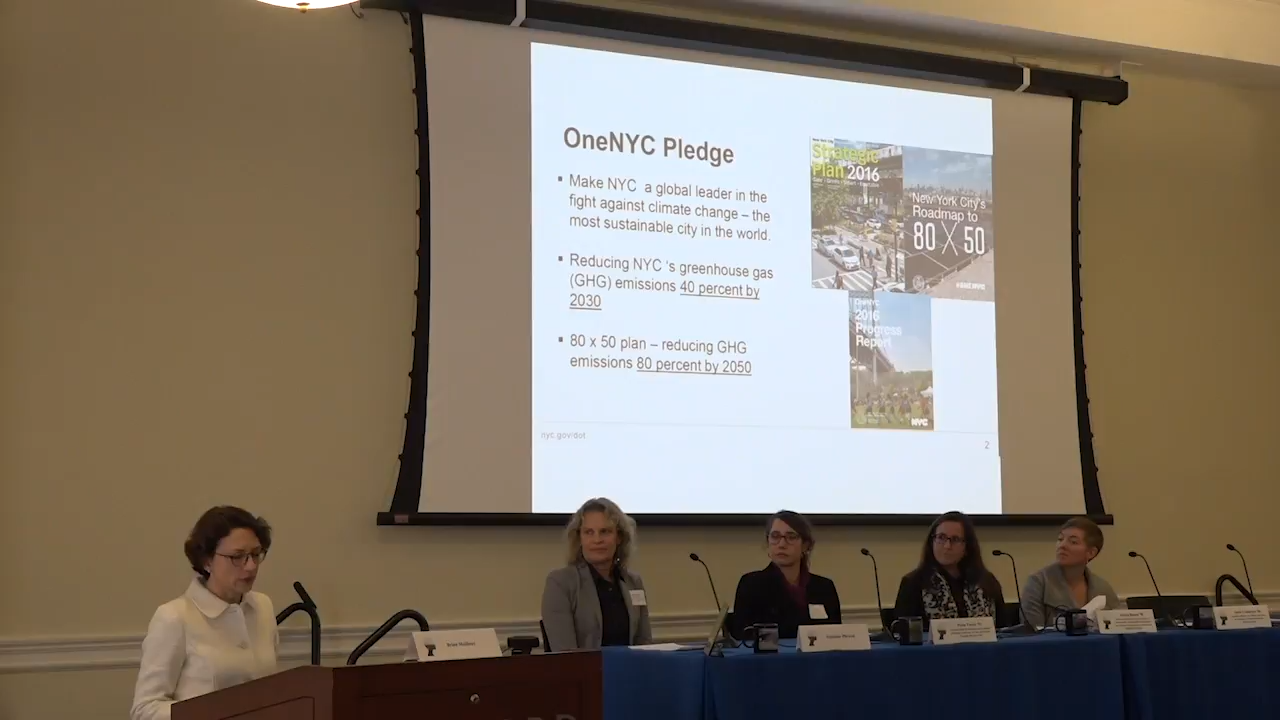 OneNYC Pledge
Make NYC a global leader in the
fight against climate change – the
most sustainable city in the world.
Reducing NYC 's greenhouse gas
(GHG) emissions 40 percent by
2030
80 x 50 plan – reducing GHG
emissions 80 percent by 2050
nyc.gov/dot
2
Strategic
Plan 2016
New York City's
Roadmap to
80 X 50
OneNYC
2016
Progress
Report
NYC